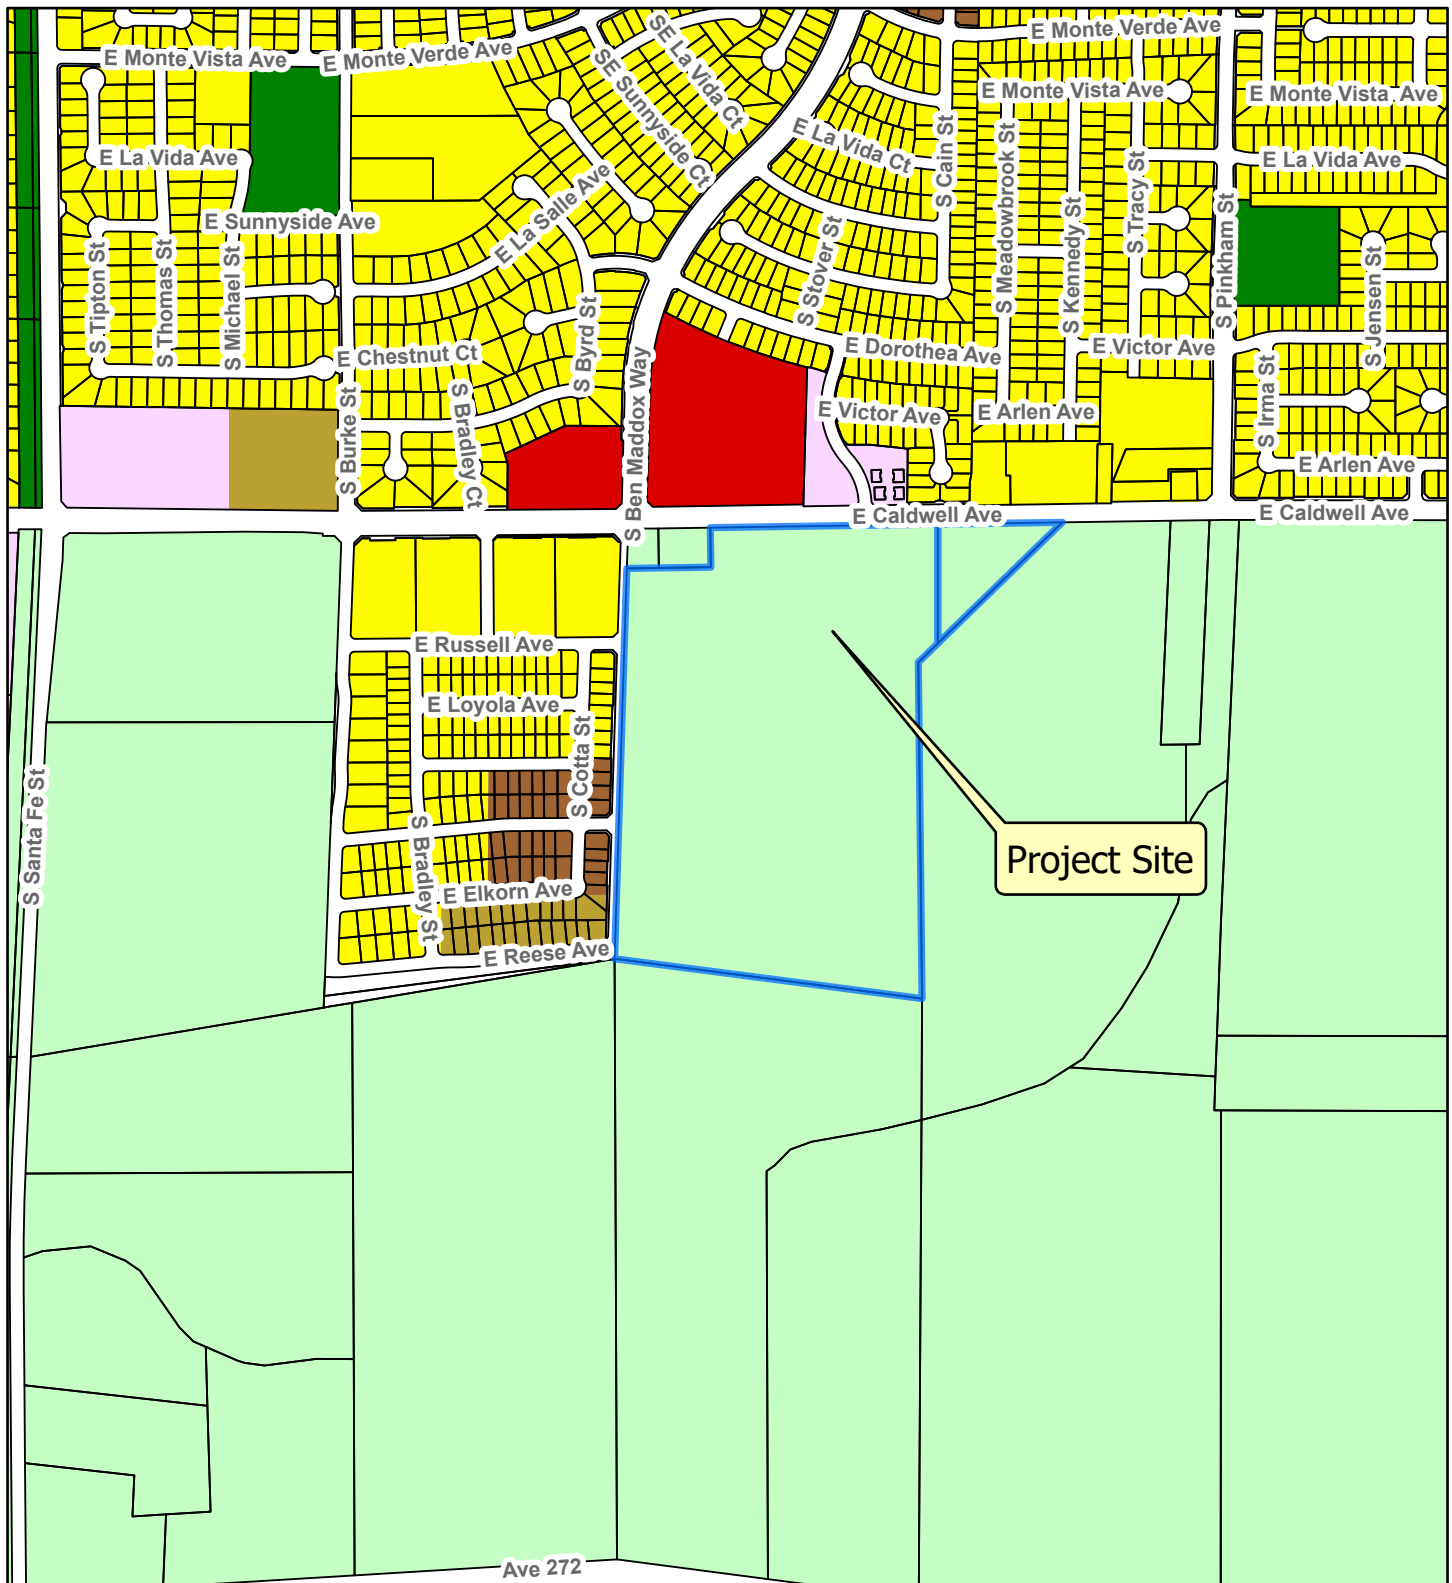 E Monte Verde Ave
E Monte Vista Ave
E Monte Verde Ave
SE La Vida Ct
SE Sunnyside Ct
E Monte Vista Ave
E Monte Vista Ave
E La Vida Ave
E La Vida Ct
S Cain St
S Meadowbrook St
S Tracy St
E La Vida Ave
E Sunnyside Ave
E La Salle Ave
S Kennedy St
S Pinkham St
S Tipton St
S Thomas St
S Michael St
S Stover St
S Jensen St
S Byrd St
E Chestnut Ct
S Ben Maddox Way
E Dorothea Ave
E Victor Ave
S Irma St
S Burke St
S Bradley Ct
E Victor Ave
E Arlen Ave
E Arlen Ave
E Caldwell Ave
E Caldwell Ave
E Russell Ave
E Loyola Ave
S Cotta St
S Santa Fe St
S Bradley St
Project Site
E Elkorn Ave
E Reese Ave
Ave 272